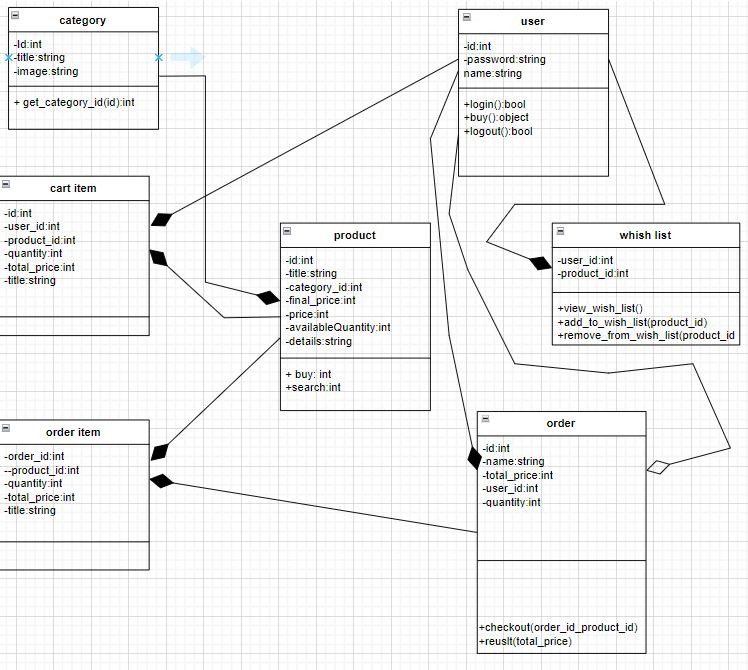 category
-Id:int
-title:string
-image:string
+ get_category_id(id):int
user
-id:int
-password:string
name:string
+login():bool
+buy():object
+logout():bool
cart item
-id:int
-user_id:int
-product_id:int
-quantity:int
-total_price:int
-title:string
product
-id:int
-title:string
-category_id:int
-final_price:int
-price:int
-availableQuantity:int
-details:string
+ buy: int
+search:int
whish list
-user_id:int
-product_id:int
+view_wish_list()
+add_to_wish_list(product_id)
+remove_from_wish_list(product_id
order item
-order_id:int
--product_id:int
-quantity:int
-total_price:int
-title:string
order
-id:int
-name:string
-total_price:int
-user_id:int
-quantity:int
+checkout(order_id_product_id)
+reuslt(total_price)